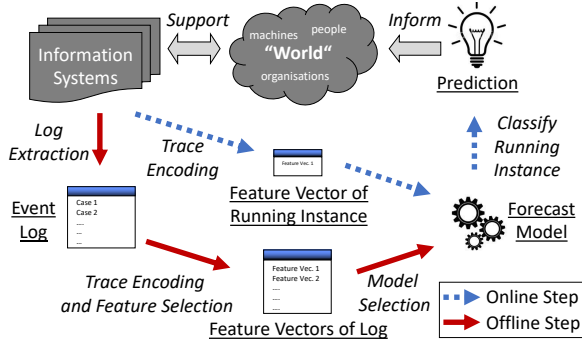 Support
Inform
machines
people
"World"
organisations
Information
Systems
Prediction
Log
Extraction
Trace
Encoding
Classify
Running
Instance
Feature Vec. 1
Feature Vector of
Running Instance
Event
Log
Case 1
Case 2
....
...
...
Forecast
Model
Trace Encoding
and Feature Selection
Feature Vec. 1
Feature Vec. 2
....
...
...
Model
Selection
Feature Vectors of Log
Online Step
Offline Step